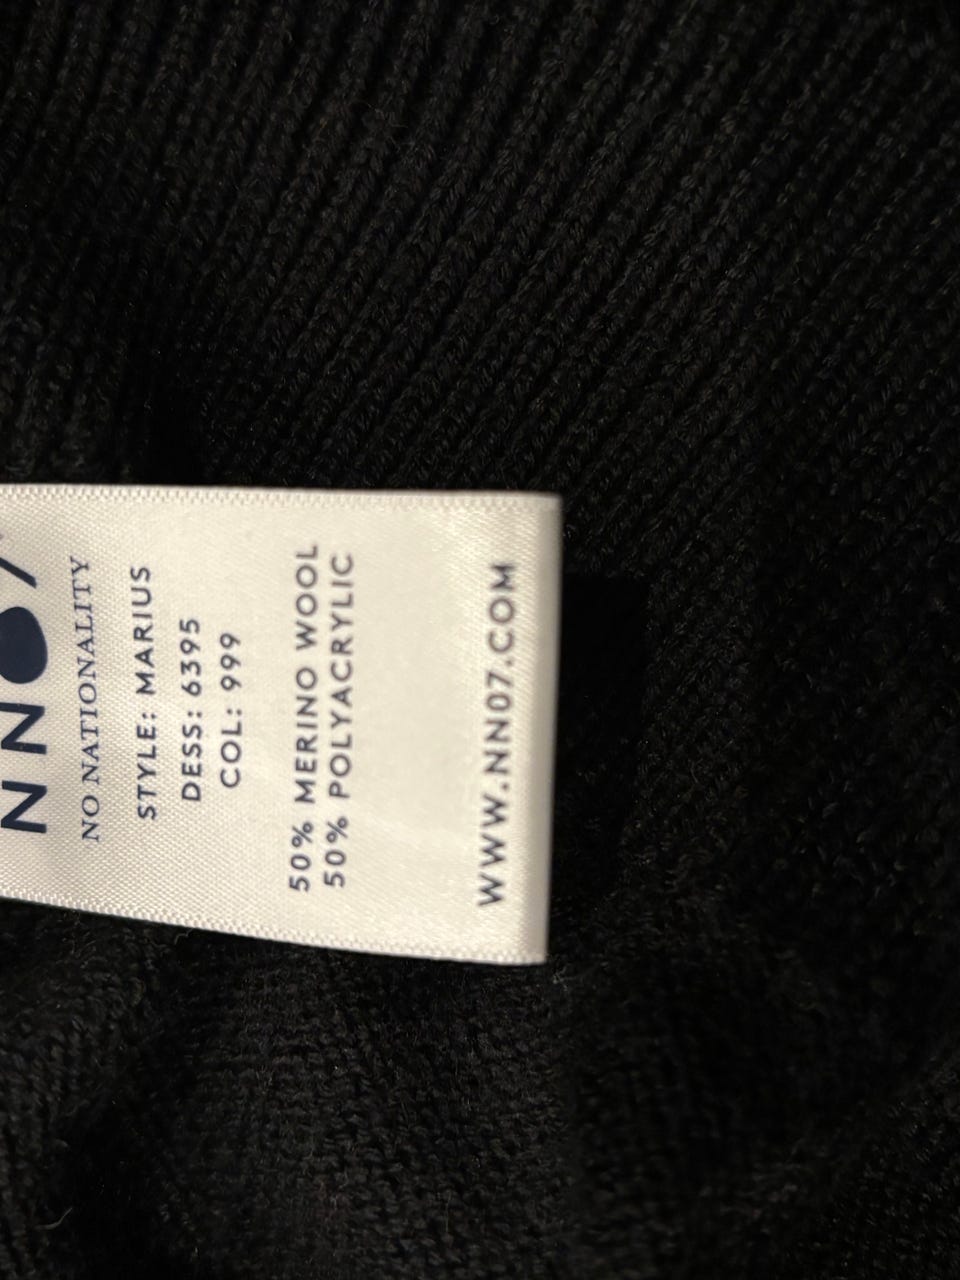 NN07
NO NATIONALITY
STYLE: MARIUS
DESS: 6395
COL: 999
50% MERINO WOOL
50% POLYACRYLIC
WWW.NN07.COM